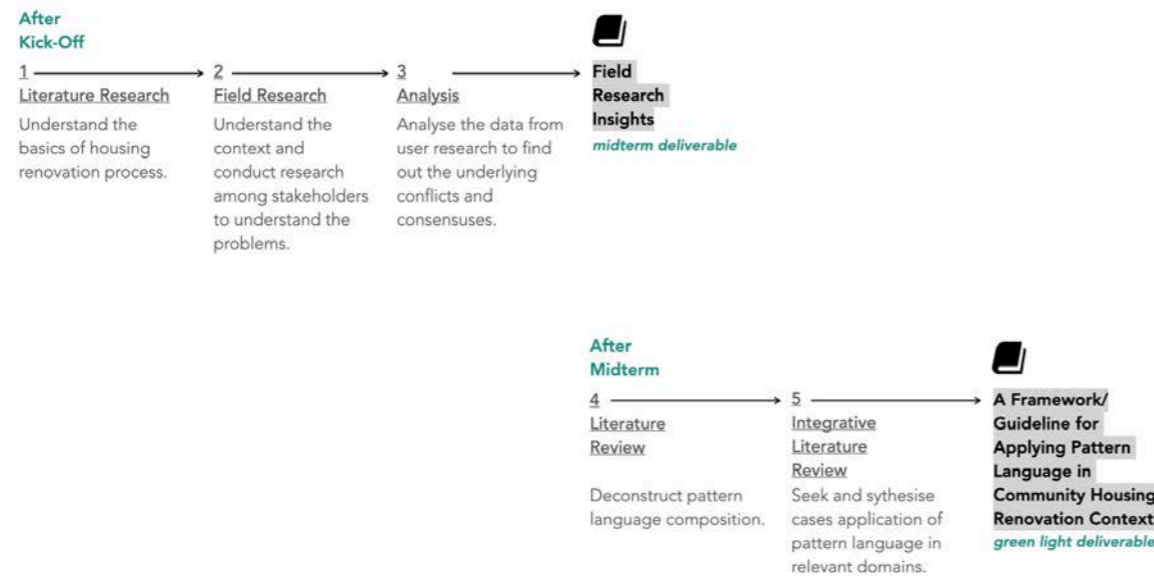 After
Kick-Off
1
Literature Research
Understand the
basics of housing
renovation process.
2
Field Research
Understand the
context and
conduct research
among stakeholders
to understand the
problems.
3
Analysis
Analyse the data from
user research to find
out the underlying
conflicts and
consensuses.
Field
Research
Insights
midterm deliverable
After
Midterm
4
Literature
Review
Deconstruct pattern
language composition.
5
Integrative
Literature
Review
Seek and sythesise
cases application of
pattern language in
relevant domains.
A Framework/
Guideline for
Applying Pattern
Language in
Community Housing
Renovation Context
green light deliverable